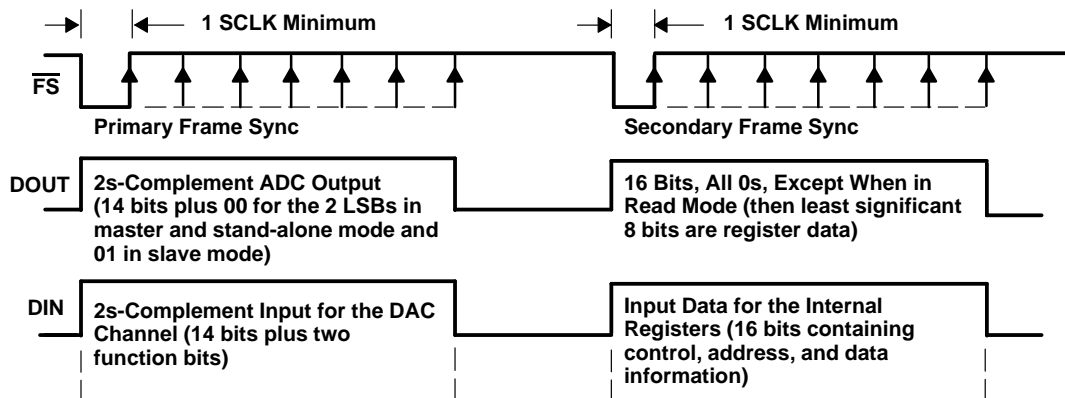 1 SCLK Minimum
1 SCLK Minimum
FS
Primary Frame Sync
Secondary Frame Sync
DOUT
2s-Complement ADC Output
(14 bits plus 00 for the 2 LSBs in
master and stand-alone mode and
01 in slave mode)
16 Bits, All 0s, Except When in
Read Mode (then least significant
8 bits are register data)
DIN
2s-Complement Input for the DAC
Channel (14 bits plus two
function bits)
Input Data for the Internal
Registers (16 bits containing
control, address, and data
information)